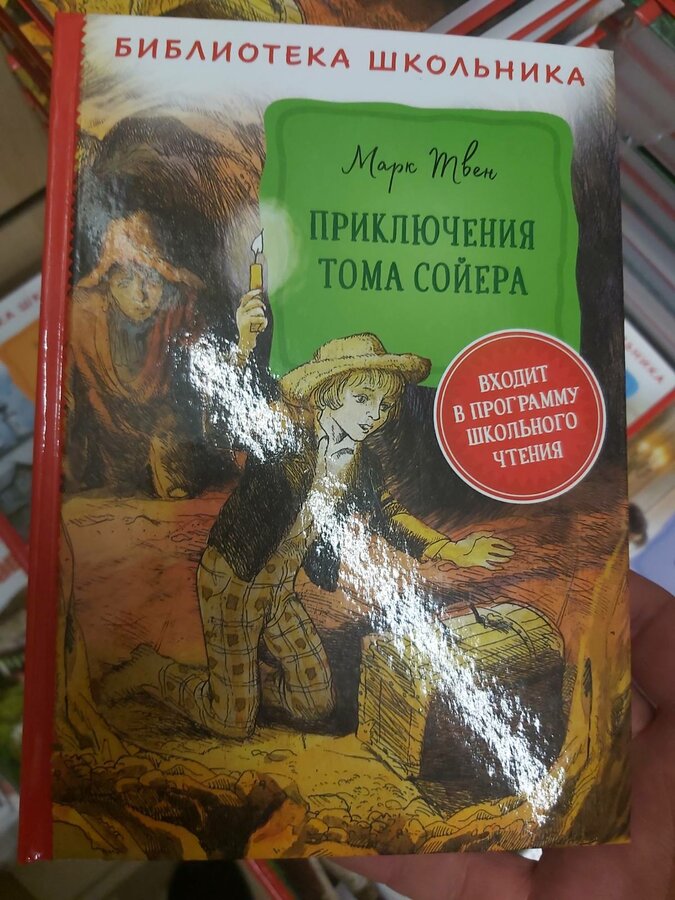 БИБЛИОТЕКА ШКОЛЬНИКА
Марк Твен
ПРИКЛЮЧЕНИЯ
ТОМА СОЙЕРА
ВХОДИТ
В ПРОГРАММУ
ШКОЛЬНОГО
ЧТЕНИЯ